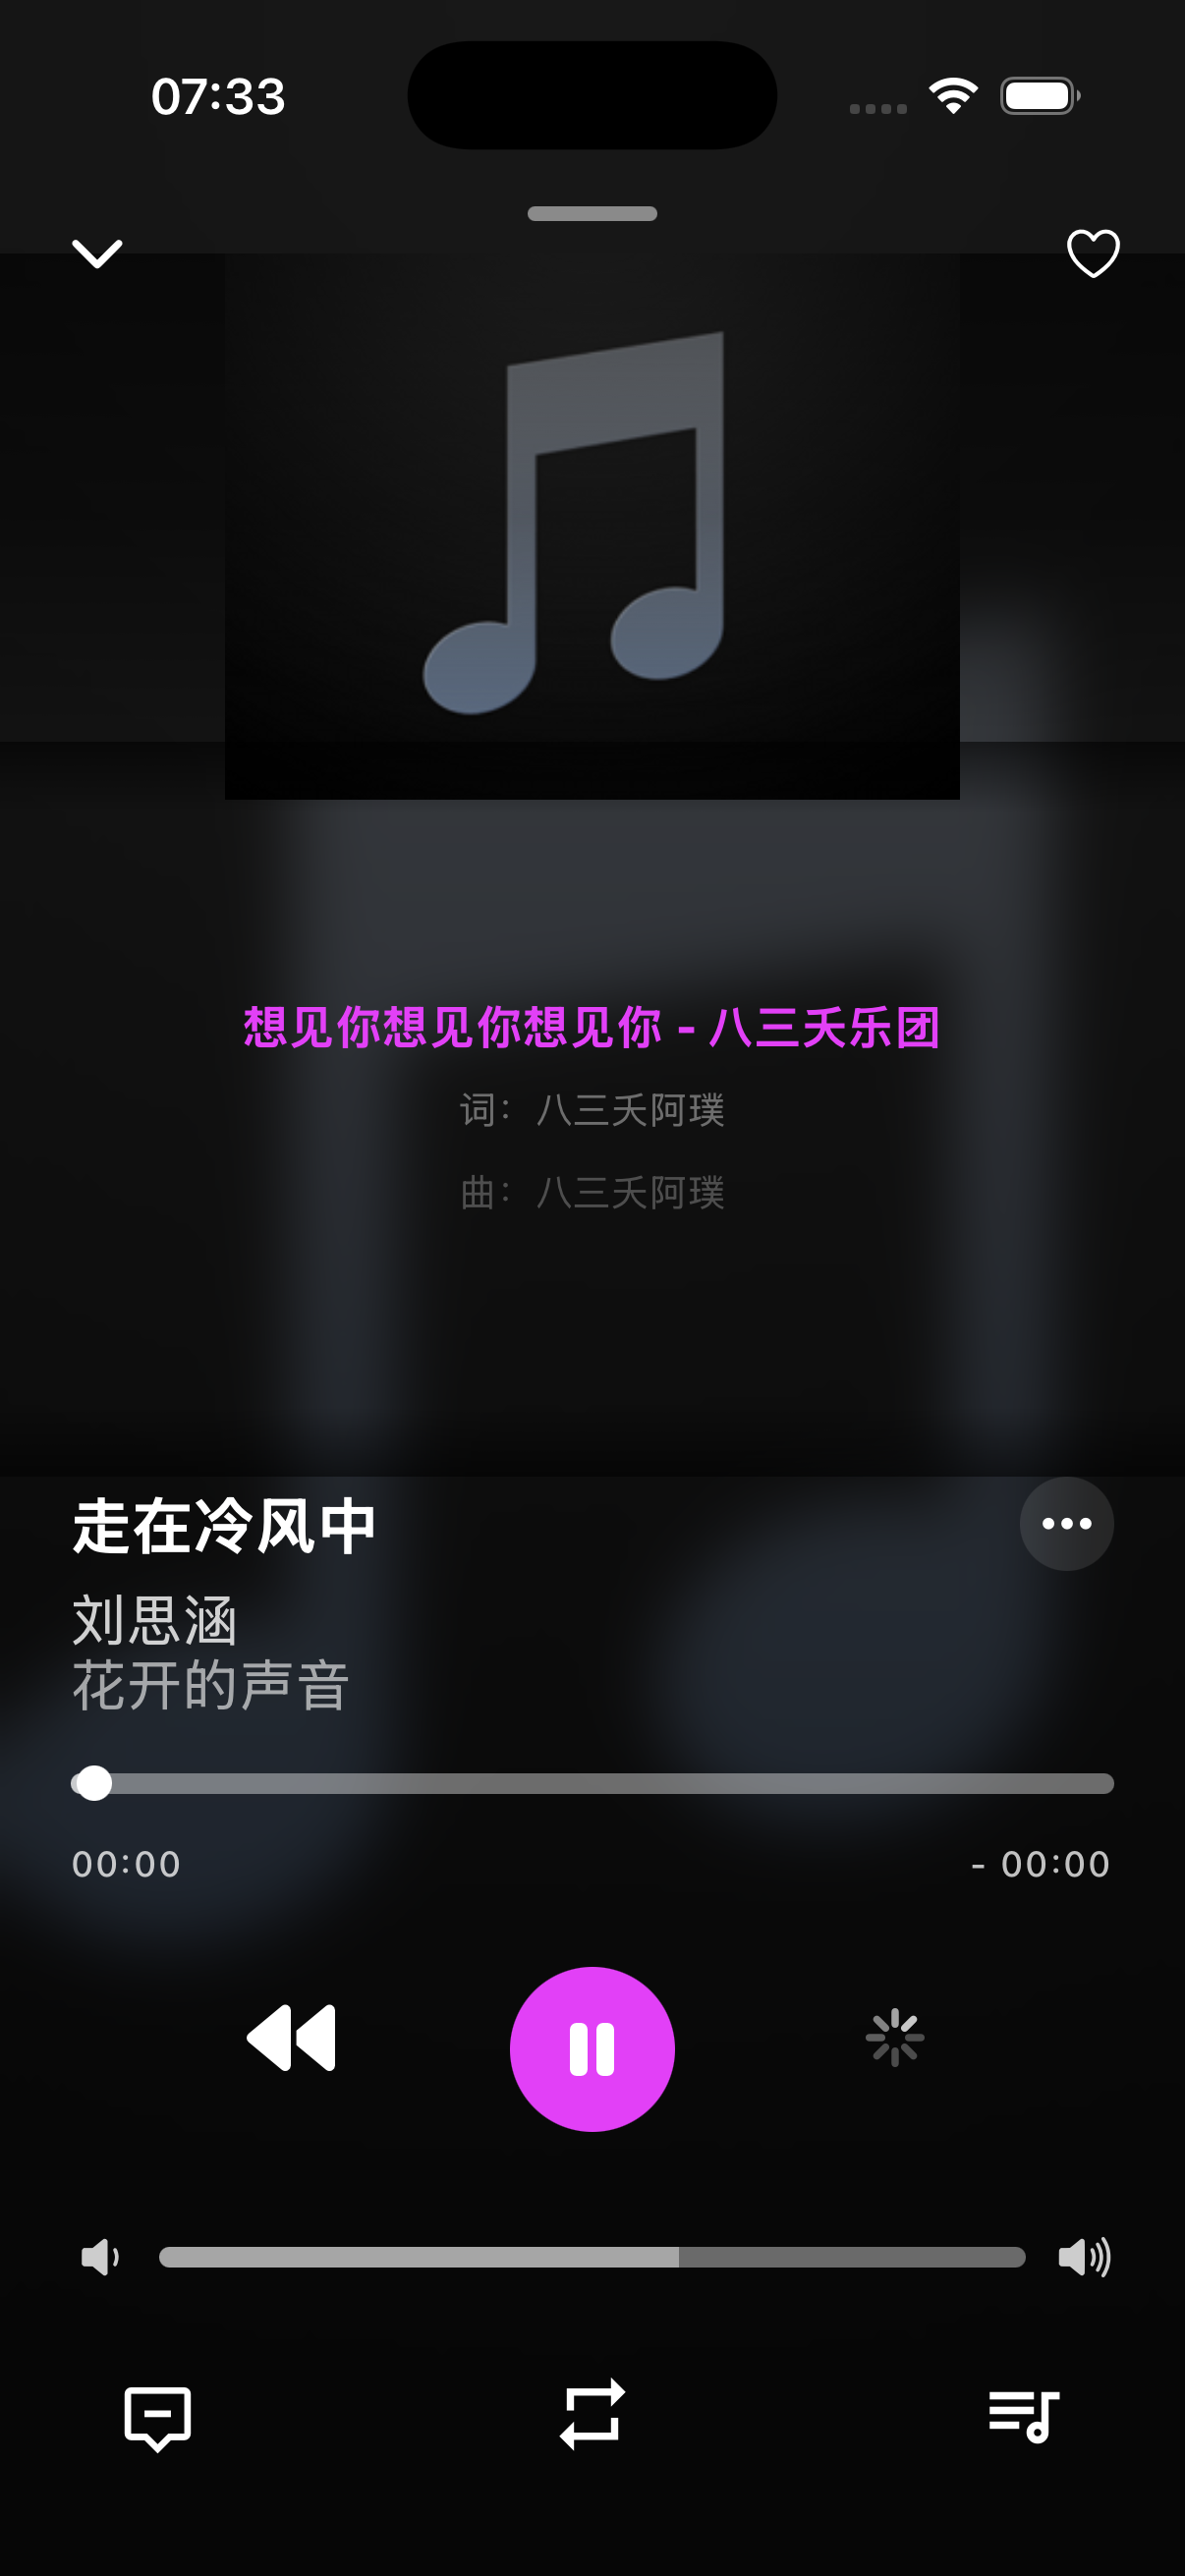 07:33
想见你想见你想见你 - 八三夭乐团
词：八三夭阿璞
曲：八三夭阿璞
走在冷风中
刘思涵
花开的声音
00:00
- 00:00